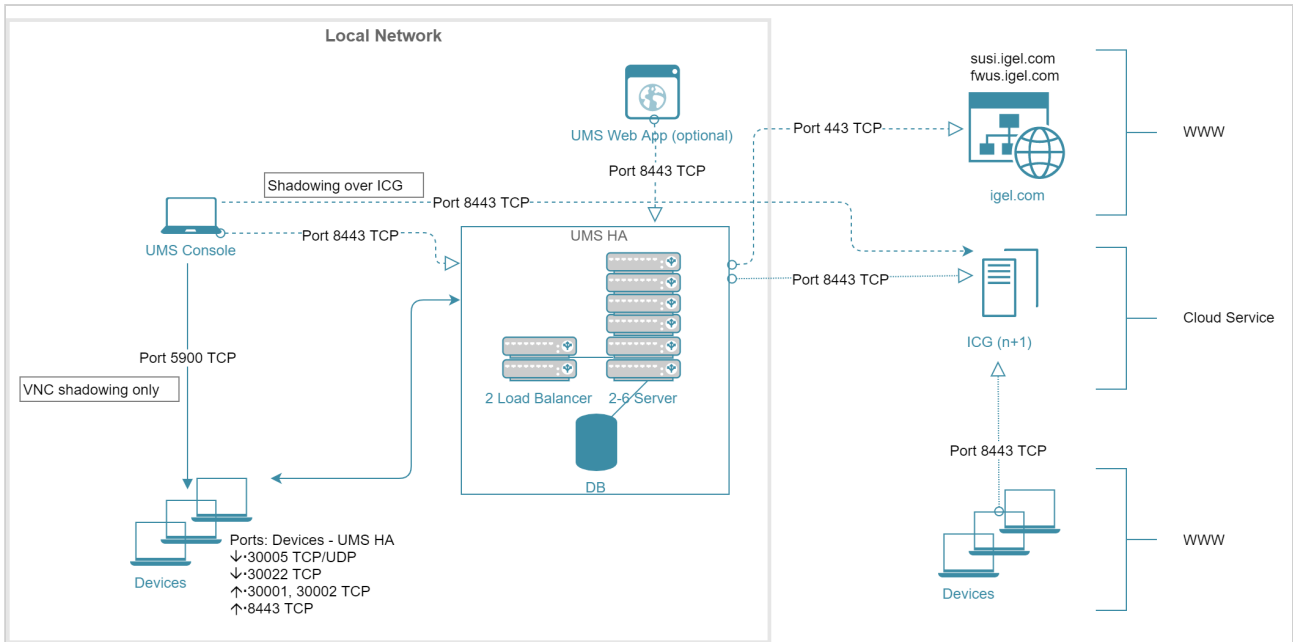 Local Network
susi.igel.com
fwus.igel.com
UMS Web App (optional)
Port 443 TCP
WWW
Port 8443 TCP
igel.com
Shadowing over ICG
Port 8443 TCP
UMS Console
Port 8443 TCP
UMS HA
Port 8443 TCP
Cloud Service
ICG (n+1)
Port 5900 TCP
VNC shadowing only
2 Load Balancer
2-6 Server
DB
Port 8443 TCP
Devices
Ports: Devices - UMS HA
↓·30005 TCP/UDP
↓·30022 TCP
↑·30001, 30002 TCP
↑·8443 TCP
WWW
Devices